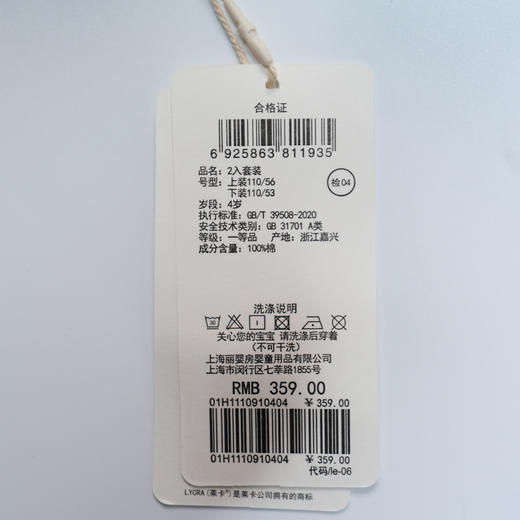 合格证
6 925863 811935
品名：2入套装
号型：上装110/56
下装110/53
检04
岁段：4岁
执行标准：GB/T 39508-2020
安全技术类别：GB 31701 A类
等级：一等品 产地：浙江嘉兴
成分含量：100%棉
洗涤说明
30
关心您的宝宝 请洗涤后穿着
（不可干洗）
上海丽婴房婴童用品有限公司
上海市闵行区七莘路1855号
RMB 359.00
01H1110910404 ￥359.00
01H1110910404 ￥359.00
代码/le-06
LYCRA（莱卡®）是莱卡公司拥有的商标